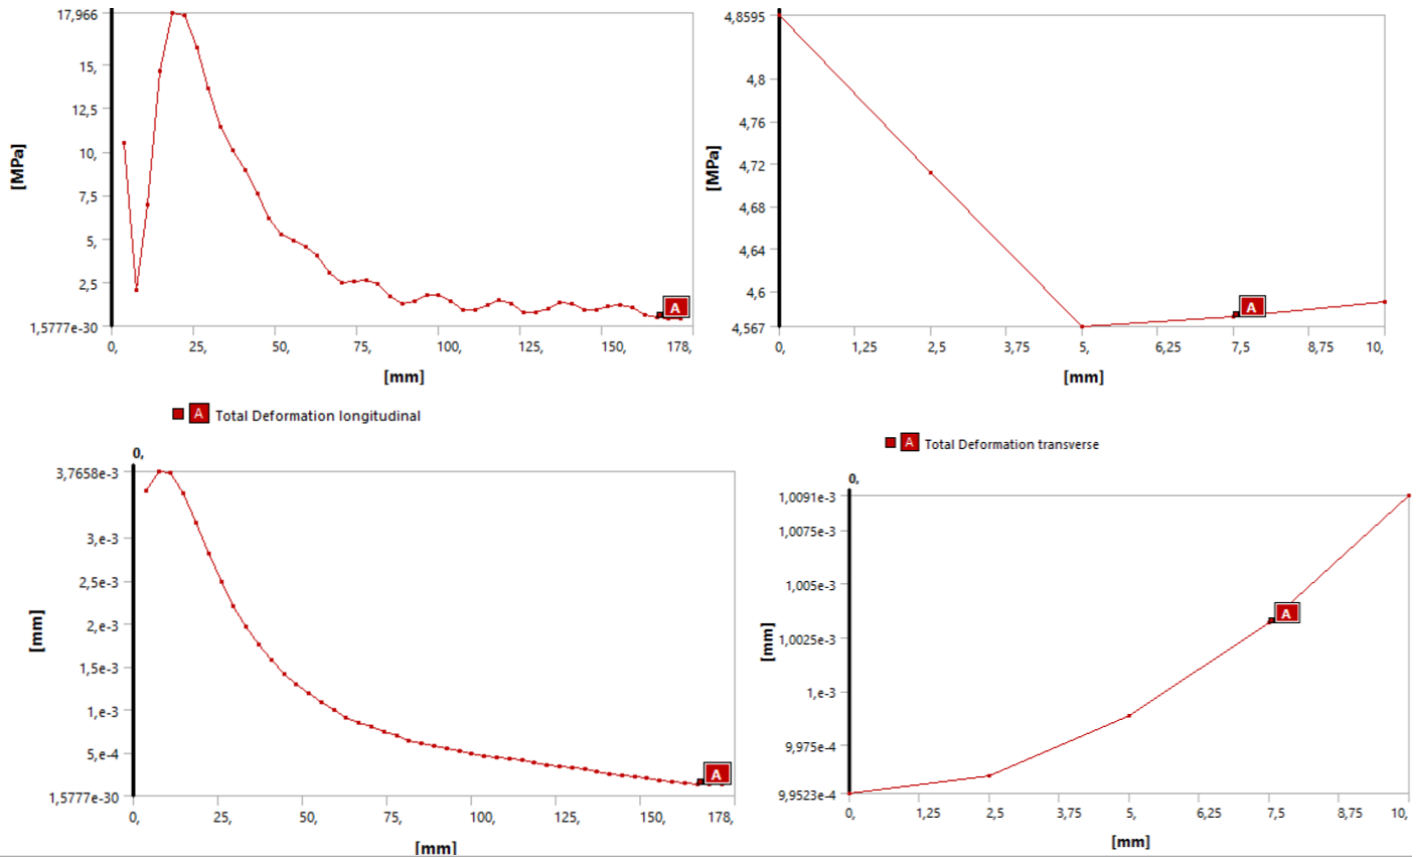 17,966
15,
12,5
10,
7,5
5,
2,5
1,5777e-30
[MPa]
0, 25, 50, 75, 100, 125, 150, 178,
[mm]
A
4,8595
4,8
4,76
4,72
4,68
4,64
4,6
4,567
[MPa]
0, 1,25 2,5 3,75 5, 6,25 7,5 8,75 10,
[mm]
A
A Total Deformation longitudinal
0,
3,7658e-3
3,e-3
2,5e-3
2,e-3
1,5e-3
1,e-3
5,e-4
1,5777e-30
[mm]
0, 25, 50, 75, 100, 125, 150, 178,
[mm]
A
A Total Deformation transverse
0,
1,0091e-3
1,0075e-3
1,005e-3
1,0025e-3
1,e-3
9,975e-4
9,9523e-4
[mm]
0, 1,25 2,5 3,75 5, 6,25 7,5 8,75 10,
[mm]
A